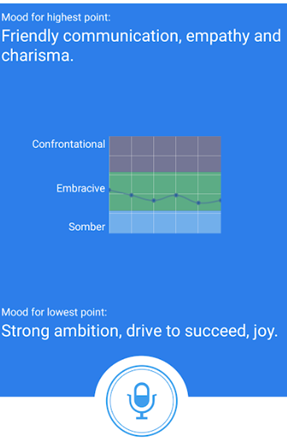 Mood for highest point:
Friendly communication, empathy and
charisma.
Confrontational
Embracive
Somber
Mood for lowest point:
Strong ambition, drive to succeed, joy.